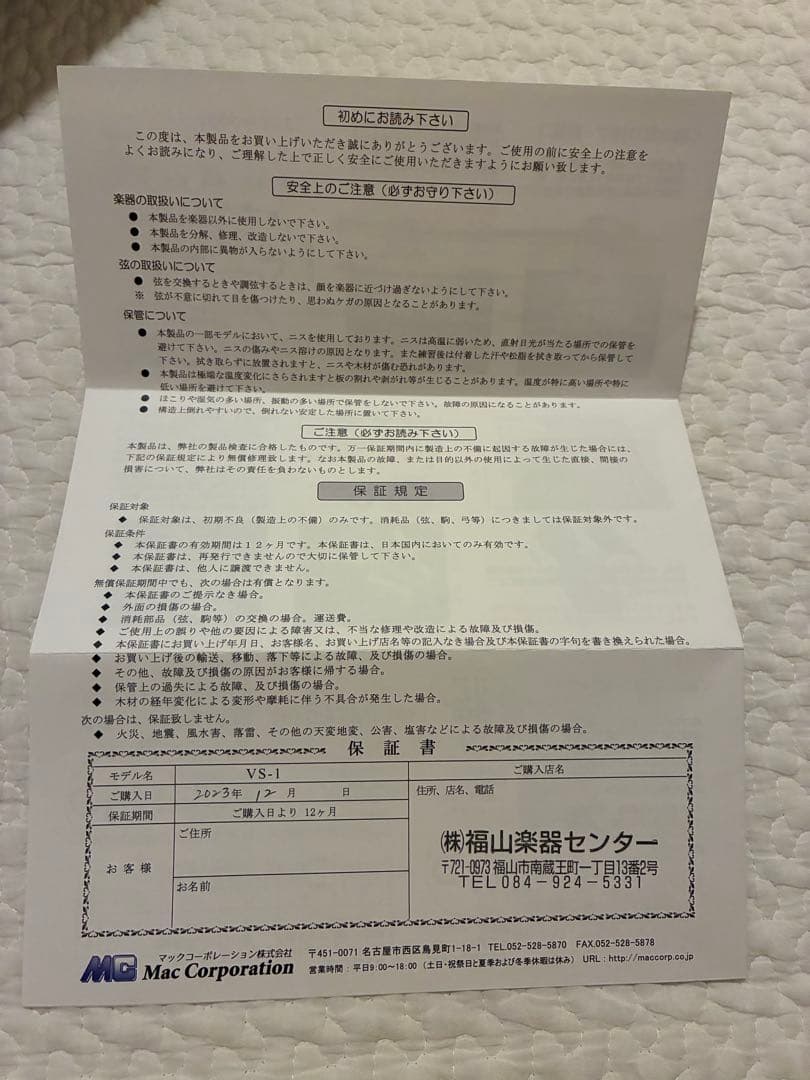 初めにお読み下さい
この度は、本製品をお買い上げいただき誠にありがとうございます。ご使用の前に安全上の注意を
よくお読みになり、ご理解した上で正しく安全にご使用いただきますようにお願い致します。
安全上のご注意（必ずお守り下さい）
楽器の取扱いについて
● 本製品を楽器以外に使用しないで下さい。
● 本製品を分解、修理、改造しないで下さい。
● 本製品の内部に異物が入らないようにして下さい。
弦の取扱いについて
● 弦を交換するときや調弦するときは、顔を楽器に近づけ過ぎないようにして下さい。
※ 弦が不意に切れて目を傷つけたり、思わぬケガの原因となることがあります。
保管について
● 本製品の一部モデルにおいて、ニスを使用しております。ニスは高温に弱いため、直射日光が当たる場所での保管を
避けて下さい。ニスの傷みやニス溶けの原因となります。また練習後は付着した汗や松脂を拭き取ってから保管して
下さい。拭き取らずに放置されますと、ニスや木材が傷む恐れがあります。
● 本製品は極端な温度変化にさらされますと板の割れや剥がれ等が生じることがあります。温度が特に高い場所や特に
低い場所を避けて下さい。
● ほこりや湿気の多い場所、振動の多い場所で保管をしないで下さい。故障の原因になることがあります。
● 構造上倒れやすいので、倒れない安定した場所に置いて下さい。
ご注意（必ずお読み下さい）
本製品は、弊社の製品検査に合格したものです。万一保証期間内に製造上の不備に起因する故障が生じた場合には、
下記の保証規定により無償修理致します。なお本製品の故障、または目的以外の使用によって生じた直接、間接の
損害について、弊社はその責任を負わないものとします。
保証規定
保証対象
◆ 保証対象は、初期不良（製造上の不備）のみです。消耗品（弦、駒、弓等）につきましては保証対象外です。
保証条件
◆ 本保証書の有効期間は１２ヶ月です。本保証書は、日本国内においてのみ有効です。
◆ 本保証書は、再発行できませんので大切に保管して下さい。
◆ 本保証書は、他人に譲渡できません。
無償保証期間中でも、次の場合は有償となります。
◆ 本保証書のご提示なき場合。
◆ 外面の損傷の場合。
◆ 消耗部品（弦、駒等）の交換の場合。運送費。
◆ ご使用上の誤りや他の要因による障害又は、不当な修理や改造による故障及び損傷。
◆ 本保証書にお買い上げ年月日、お客様名、お買い上げ店名等の記入なき場合及び本保証書の字句を書き換えられた場合。
◆ お買い上げ後の輸送、移動、落下等による故障、及び損傷の場合。
◆ その他、故障及び損傷の原因がお客様に帰する場合。
◆ 保管上の過失による故障、及び損傷の場合。
◆ 木材の経年変化による変形や摩耗に伴う不具合が発生した場合。
次の場合は、保証致しません。
◆ 火災、地震、風水害、落雷、その他の天変地変、公害、塩害などによる故障及び損傷の場合。
保証書
モデル名 VS-1 ご購入店名
ご購入日 2023年 12月 日 住所、店名、電話
保証期間 ご購入日より 12ヶ月
お客様 ご住所
お名前
(株)福山楽器センター
〒721-0973 福山市南蔵王町一丁目13番2号
TEL 084-924-5331
MC マックコーポレーション株式会社
Mac Corporation
〒451-0071 名古屋市西区鳥見町1-18-1 TEL.052-528-5870 FAX.052-528-5878
営業時間：平日9:00～18:00（土日・祝祭日と夏季および冬季休暇は休み） URL：http://maccorp.co.jp